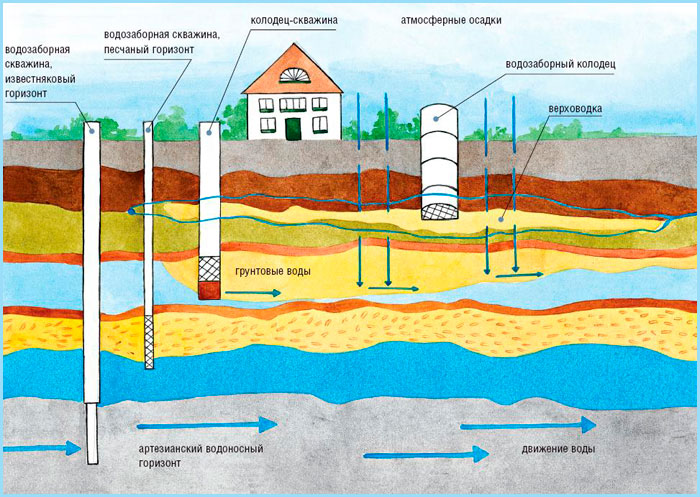 водозаборная
скважина,
известняковый
горизонт
водозаборная скважина,
песчаный горизонт
колодец-скважина
атмосферные осадки
водозаборный колодец
верховодка
грунтовые воды
артезианский водоносный
горизонт
движение воды